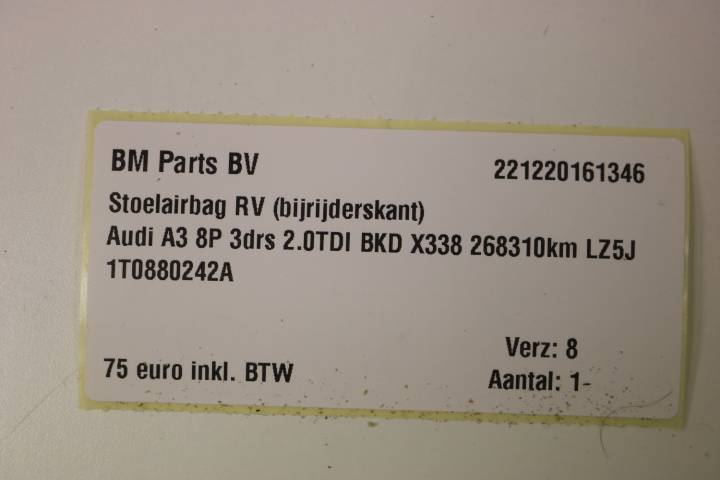 BM Parts BV 221220161346
Stoelairbag RV (bijrijderskant)
Audi A3 8P 3drs 2.0TDI BKD X338 268310km LZ5J
1T0880242A
Verz: 8
75 euro inkl. BTW Aantal: 1-